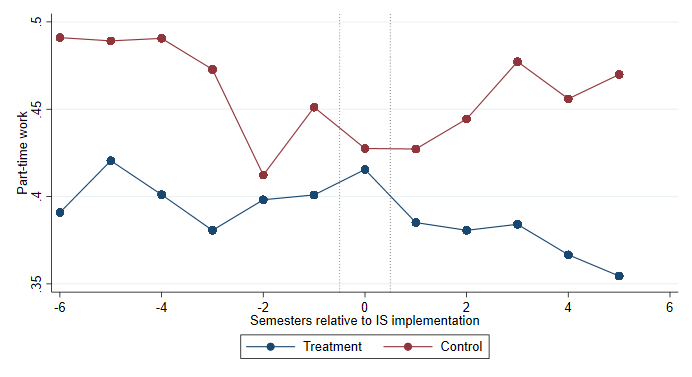 .5
.45
.4
.35
Part-time work
-6 -4 -2 0 2 4 6
Semesters relative to IS implementation
Treatment Control